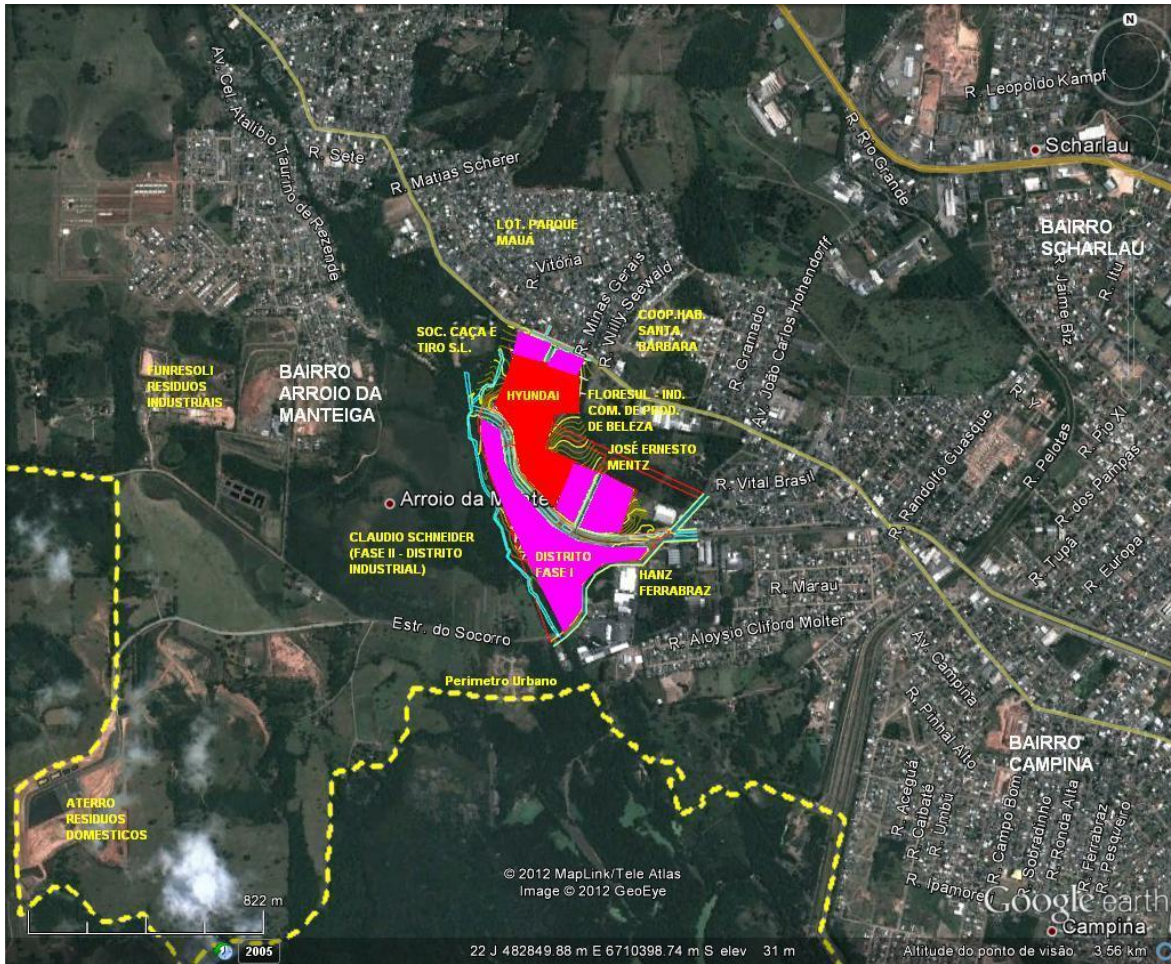 N
R. Leopoldo Kampf
Av. Cel. Atalíbio Taurino de Rezende
R. Sete
R. Matias Scherer
R. Rio Grande
Scharlau
LOT. PARQUE
MAUÁ
BAIRRO
SCHARLAU
R. Vitória
R. Minas Gerais
R. Willy Seewald
Av. João Carlos Hohendorff
R. Jaime Biz
R. Itu
SOC. CAÇA E
TIRO S.L.
COOP.HAB.
SANTA
BÁRBARA
R. Gramado
FUNRESOLI
RESIDUOS
INDUSTRIAIS
BAIRRO
ARROIO DA
MANTEIGA
HYUNDAI
FLORESUL - IND.
COM. DE PROD.
DE BELEZA
JOSÉ ERNESTO
MENTZ
R. Randolfo Guasque
R. Pio XI
R. Pelotas
R. dos Pampas
R. Vital Brasil
Arroio da Mante
CLAUDIO SCHNEIDER
(FASE II - DISTRITO
INDUSTRIAL)
DISTRITO
FASE I
HANZ
FERRABRAZ
R. Tupã
R. Europa
R. Marau
Estr. do Socorro
R. Aloysio Cliford Molter
Perimetro Urbano
Av. Campina
R. Pinhal Alto
BAIRRO
CAMPINA
ATERRO
RESIDUOS
DOMESTICOS
R. Aceguá
R. Caibaté
R. Umbú
R. Campo Bom
R. Sobradinho
R. Ronda Alta
R. Ferrabraz
R. Pesqueiro
© 2012 MapLink/Tele Atlas
Image © 2012 GeoEye
822 m
Google earth
Campina
2005
22 J 482849.88 m E 6710398.74 m S elev 31 m
Altitude do ponto de visão 3.56 km